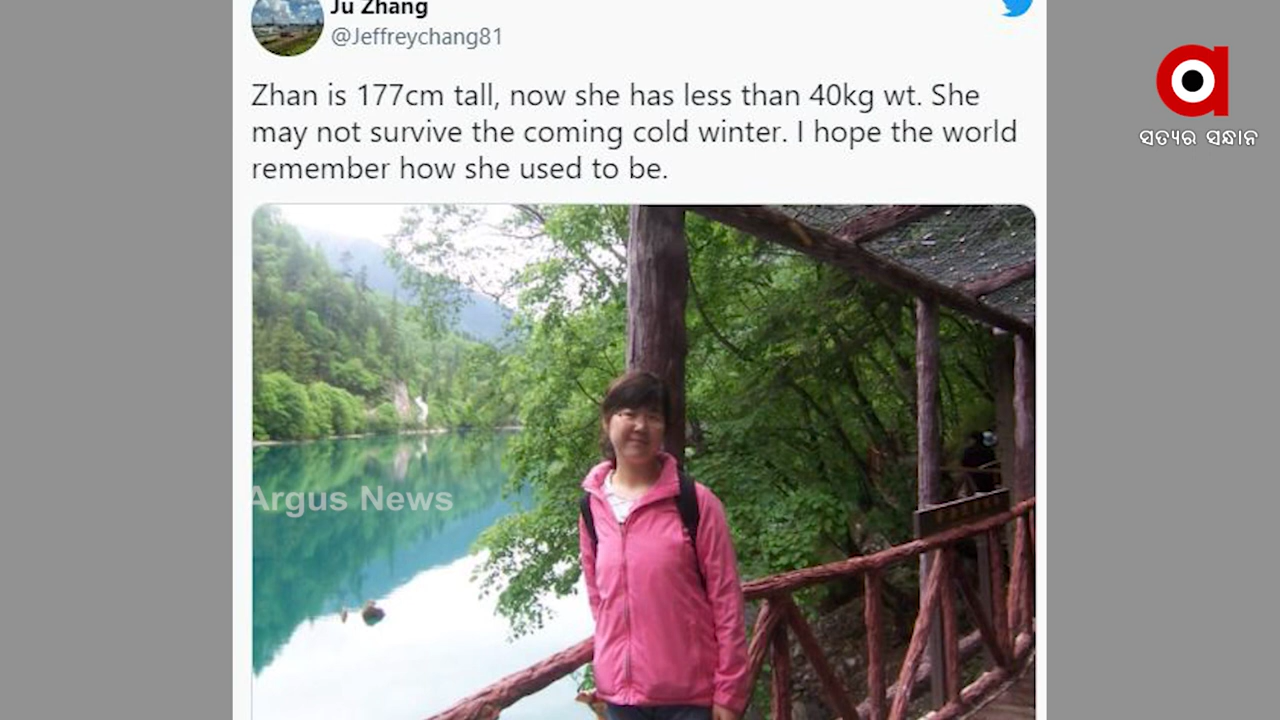 Ju Zhang
@Jeffreychang81
ସତ୍ୟର ସନ୍ଧାନ
Zhan is 177cm tall, now she has less than 40kg wt. She
may not survive the coming cold winter. I hope the world
remember how she used to be.
Argus News